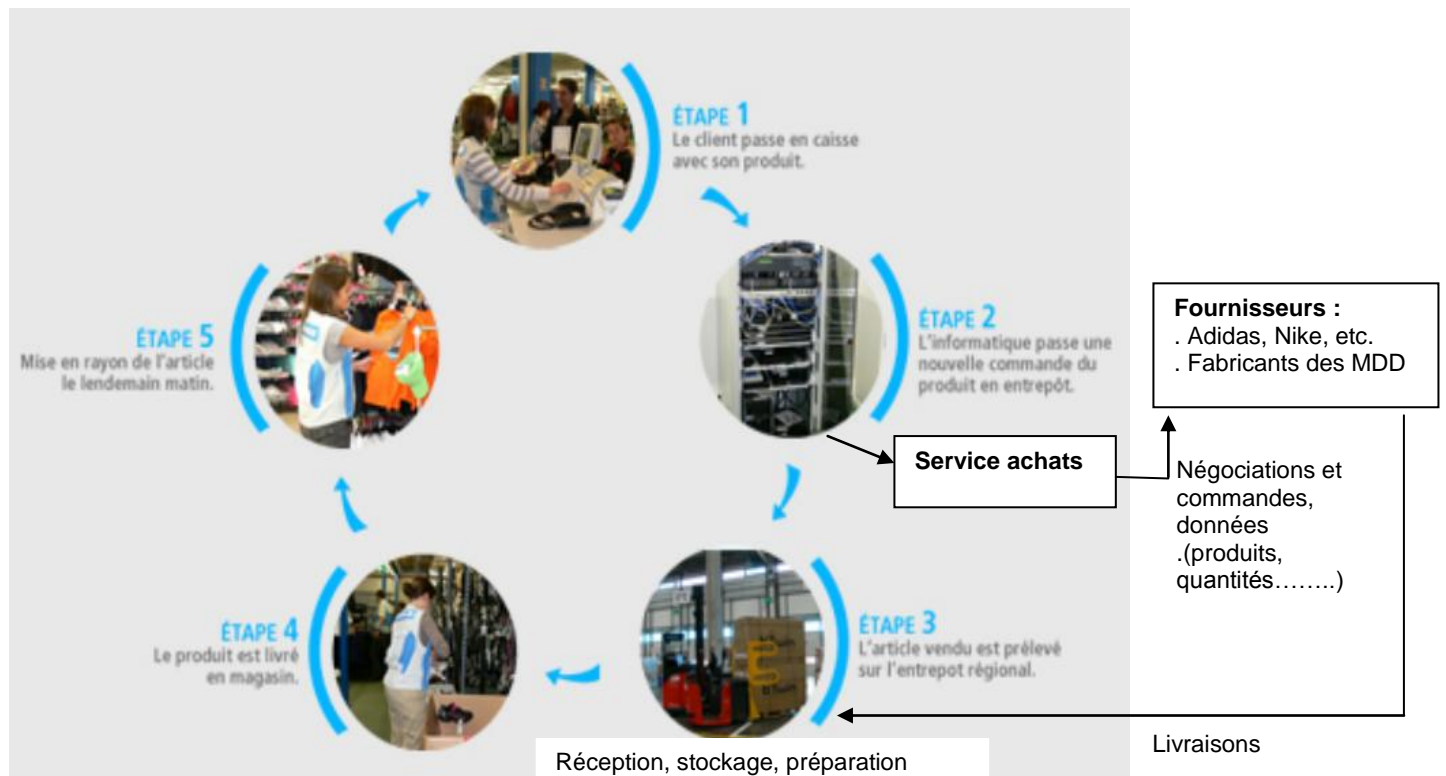 ÉTAPE 1
Le client passe en caisse
avec son produit.
ÉTAPE 2
L'informatique passe une
nouvelle commande du
produit en entrepôt.
Fournisseurs :
. Adidas, Nike, etc.
. Fabricants des MDD
Service achats
Négociations et
commandes,
données
.(produits,
quantités……..)
ÉTAPE 3
L'article vendu est prélevé
sur l'entrepot régional.
Livraisons
Réception, stockage, préparation
ÉTAPE 4
Le produit est livré
en magasin.
ÉTAPE 5
Mise en rayon de l'article
le lendemain matin.